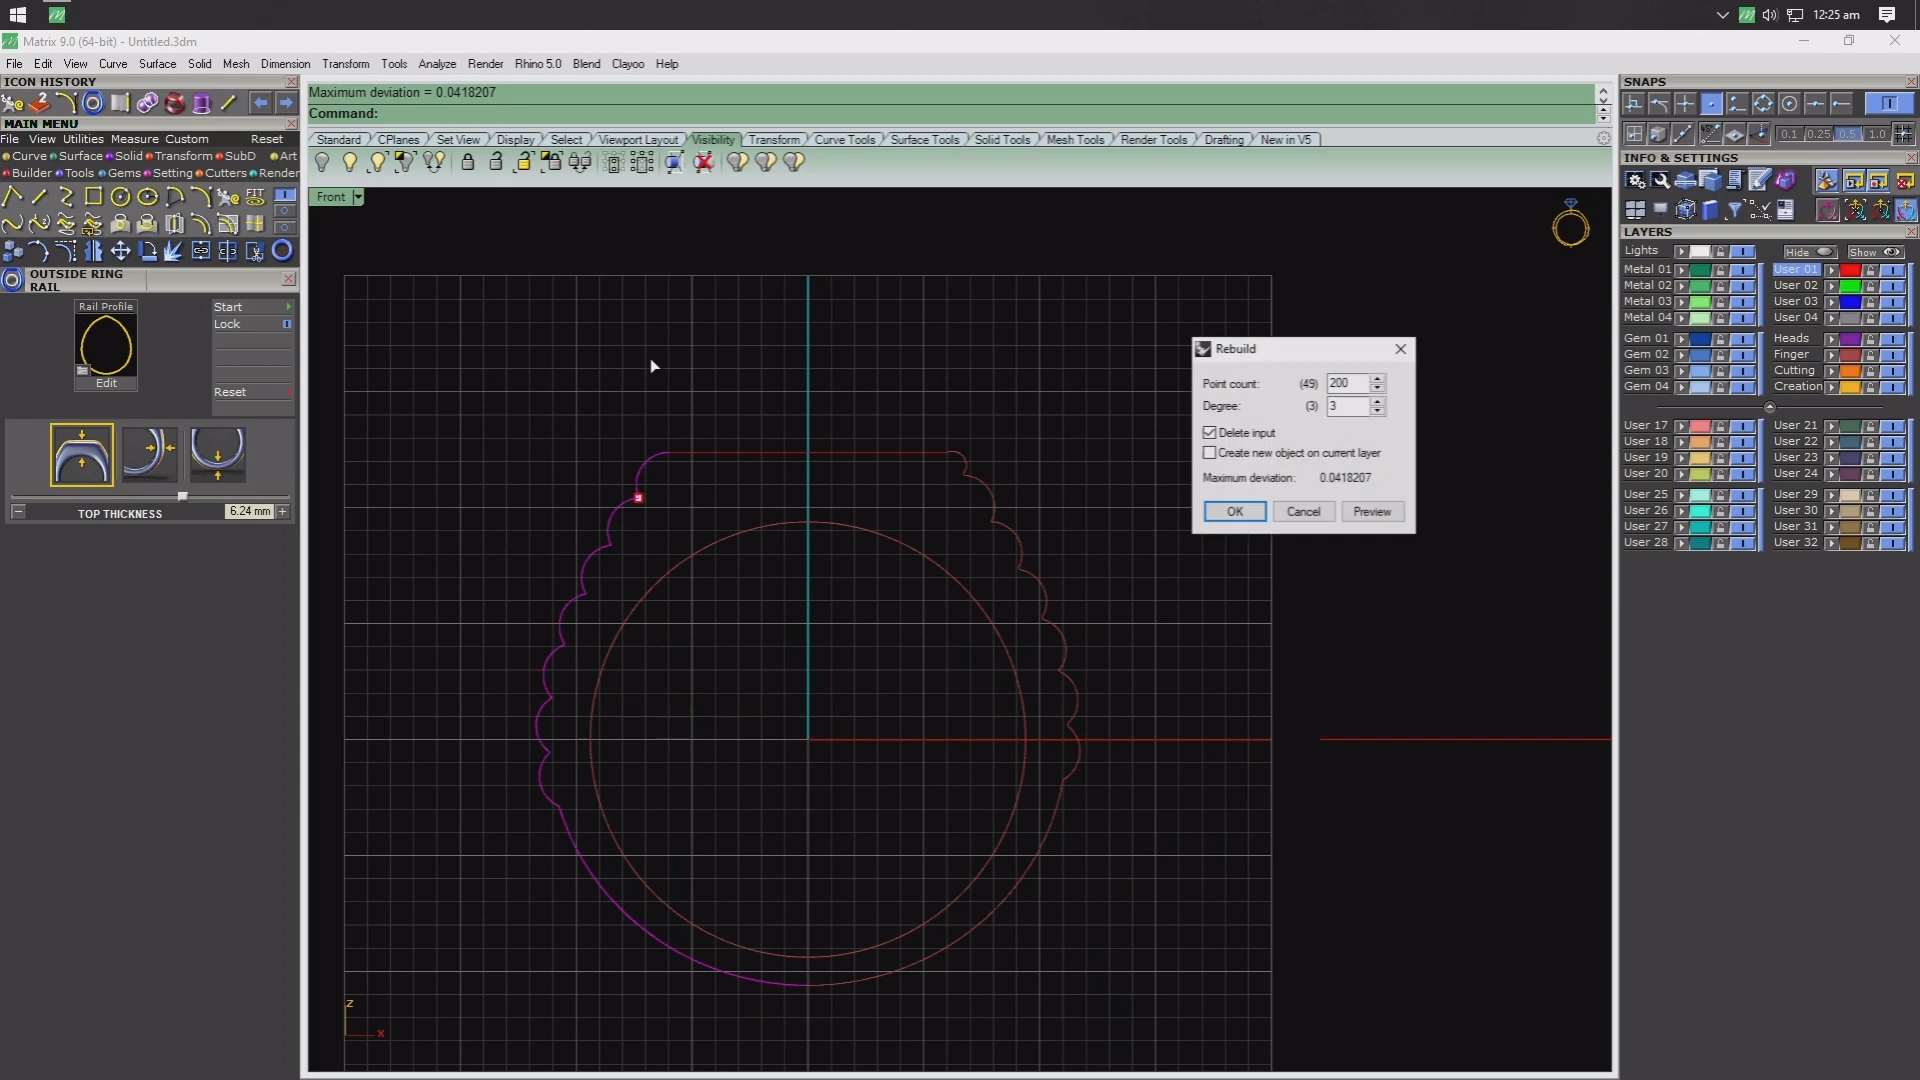 12:25 am
Matrix 9.0 (64-bit) - Untitled.3dm
File Edit View Curve Surface Solid Mesh Dimension Transform Tools Analyze Render Rhino 5.0 Blend Clayoo Help
ICON HISTORY
MAIN MENU
File View Utilities Measure Custom Reset
Curve Surface Solid Transform SubD Art
Builder Tools Gems Setting Cutters Render
FIT
OUTSIDE RING
RAIL
Rail Profile
Edit
Start
Lock
Reset
TOP THICKNESS
6.24 mm
Maximum deviation = 0.0418207
Command:
Standard CPlanes Set View Display Select Viewport Layout Visibility Transform Curve Tools Surface Tools Solid Tools Mesh Tools Render Tools Drafting New in V5
Front
z
x
Rebuild
Point count: (49) 200
Degree: (3) 3
Delete input
Create new object on current layer
Maximum deviation: 0.0418207
OK Cancel Preview
SNAPS
0.1 0.25 0.5 1.0
INFO & SETTINGS
LAYERS
Lights Hide Show
Metal 01 User 01
Metal 02 User 02
Metal 03 User 03
Metal 04 User 04
Gem 01 Heads
Gem 02 Finger
Gem 03 Cutting
Gem 04 Creation
User 17 User 21
User 18 User 22
User 19 User 23
User 20 User 24
User 25 User 29
User 26 User 30
User 27 User 31
User 28 User 32